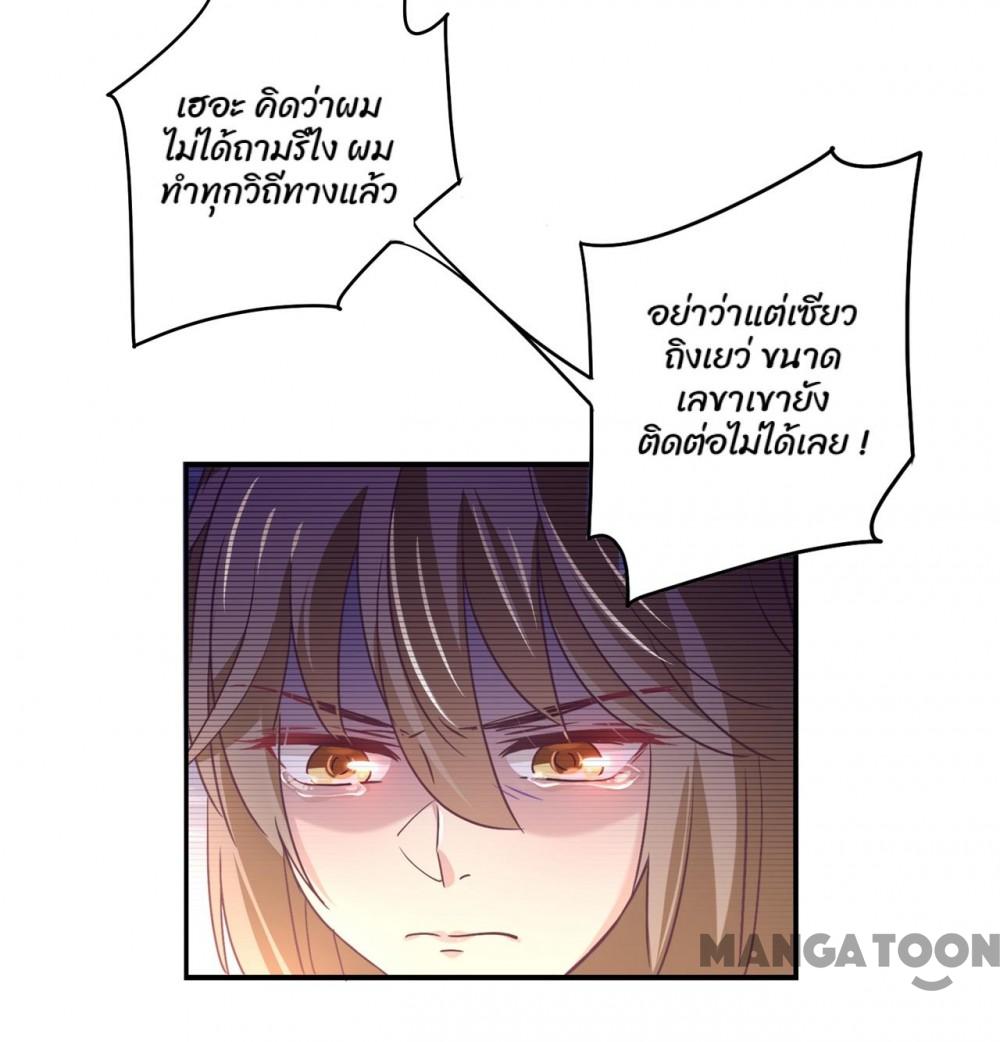 เฮอะ คิดว่าผม
ไม่ได้ถามรึไง ผม
ทำทุกวิถีทางแล้ว
อย่าว่าแต่เซียว
ถิงเยว่ ขนาด
เลขาเขายัง
ติดต่อไม่ได้เลย !
MANGATOON